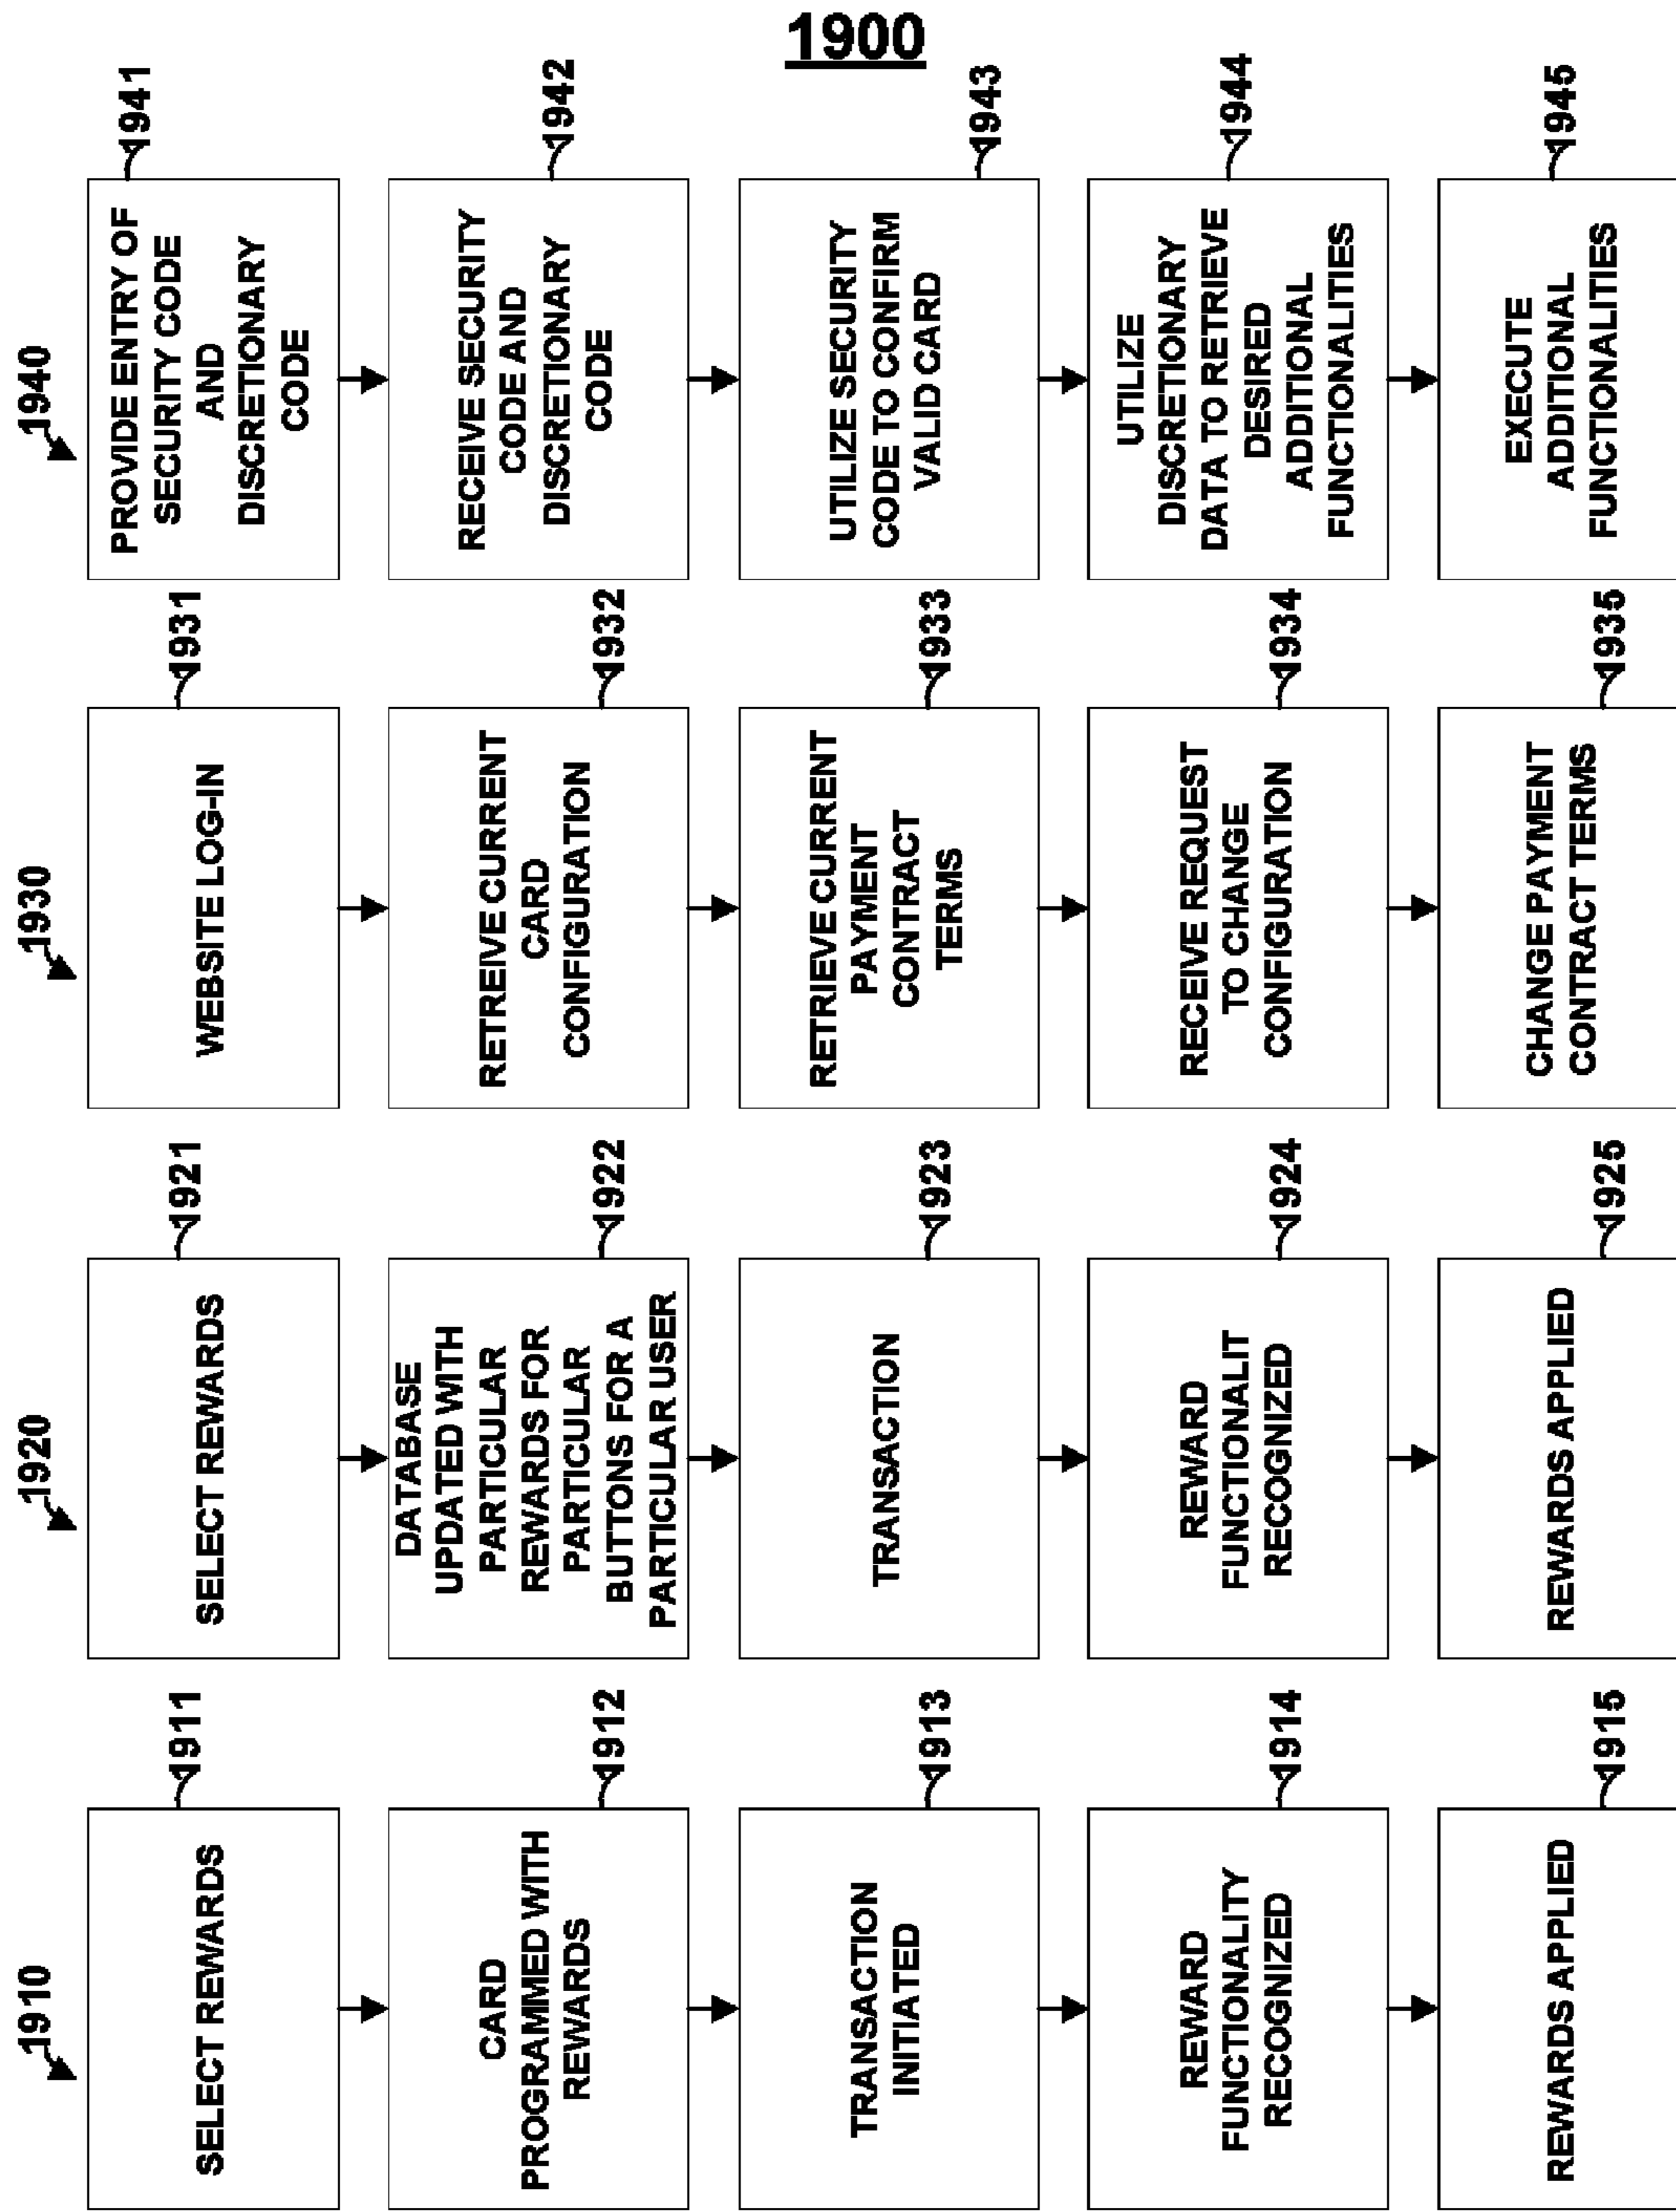 1900
1910
SELECT REWARDS
1911
CARD
PROGRAMMED WITH
REWARDS
1912
TRANSACTION
INITIATED
1913
REWARD
FUNCTIONALITY
RECOGNIZED
1914
REWARDS APPLIED
1915
1920
SELECT REWARDS
1921
DATABASE
UPDATED WITH
PARTICULAR
REWARDS FOR
PARTICULAR
BUTTONS FOR A
PARTICULAR USER
1922
TRANSACTION
1923
REWARD
FUNCTIONALIT
RECOGNIZED
1924
REWARDS APPLIED
1925
1930
WEBSITE LOG-IN
1931
RETREIVE CURRENT
CARD
CONFIGURATION
1932
RETRIEVE CURRENT
PAYMENT
CONTRACT
TERMS
1933
RECEIVE REQUEST
TO CHANGE
CONFIGURATION
1934
CHANGE PAYMENT
CONTRACT TERMS
1935
1940
PROVIDE ENTRY OF
SECURITY CODE
AND
DISCRETIONARY
CODE
1941
RECEIVE SECURITY
CODE AND
DISCRETIONARY
CODE
1942
UTILIZE SECURITY
CODE TO CONFIRM
VALID CARD
1943
UTILIZE
DISCRETIONARY
DATA TO RETRIEVE
DESIRED
ADDITIONAL
FUNCTIONALITIES
1944
EXECUTE
ADDITIONAL
FUNCTIONALITIES
1945